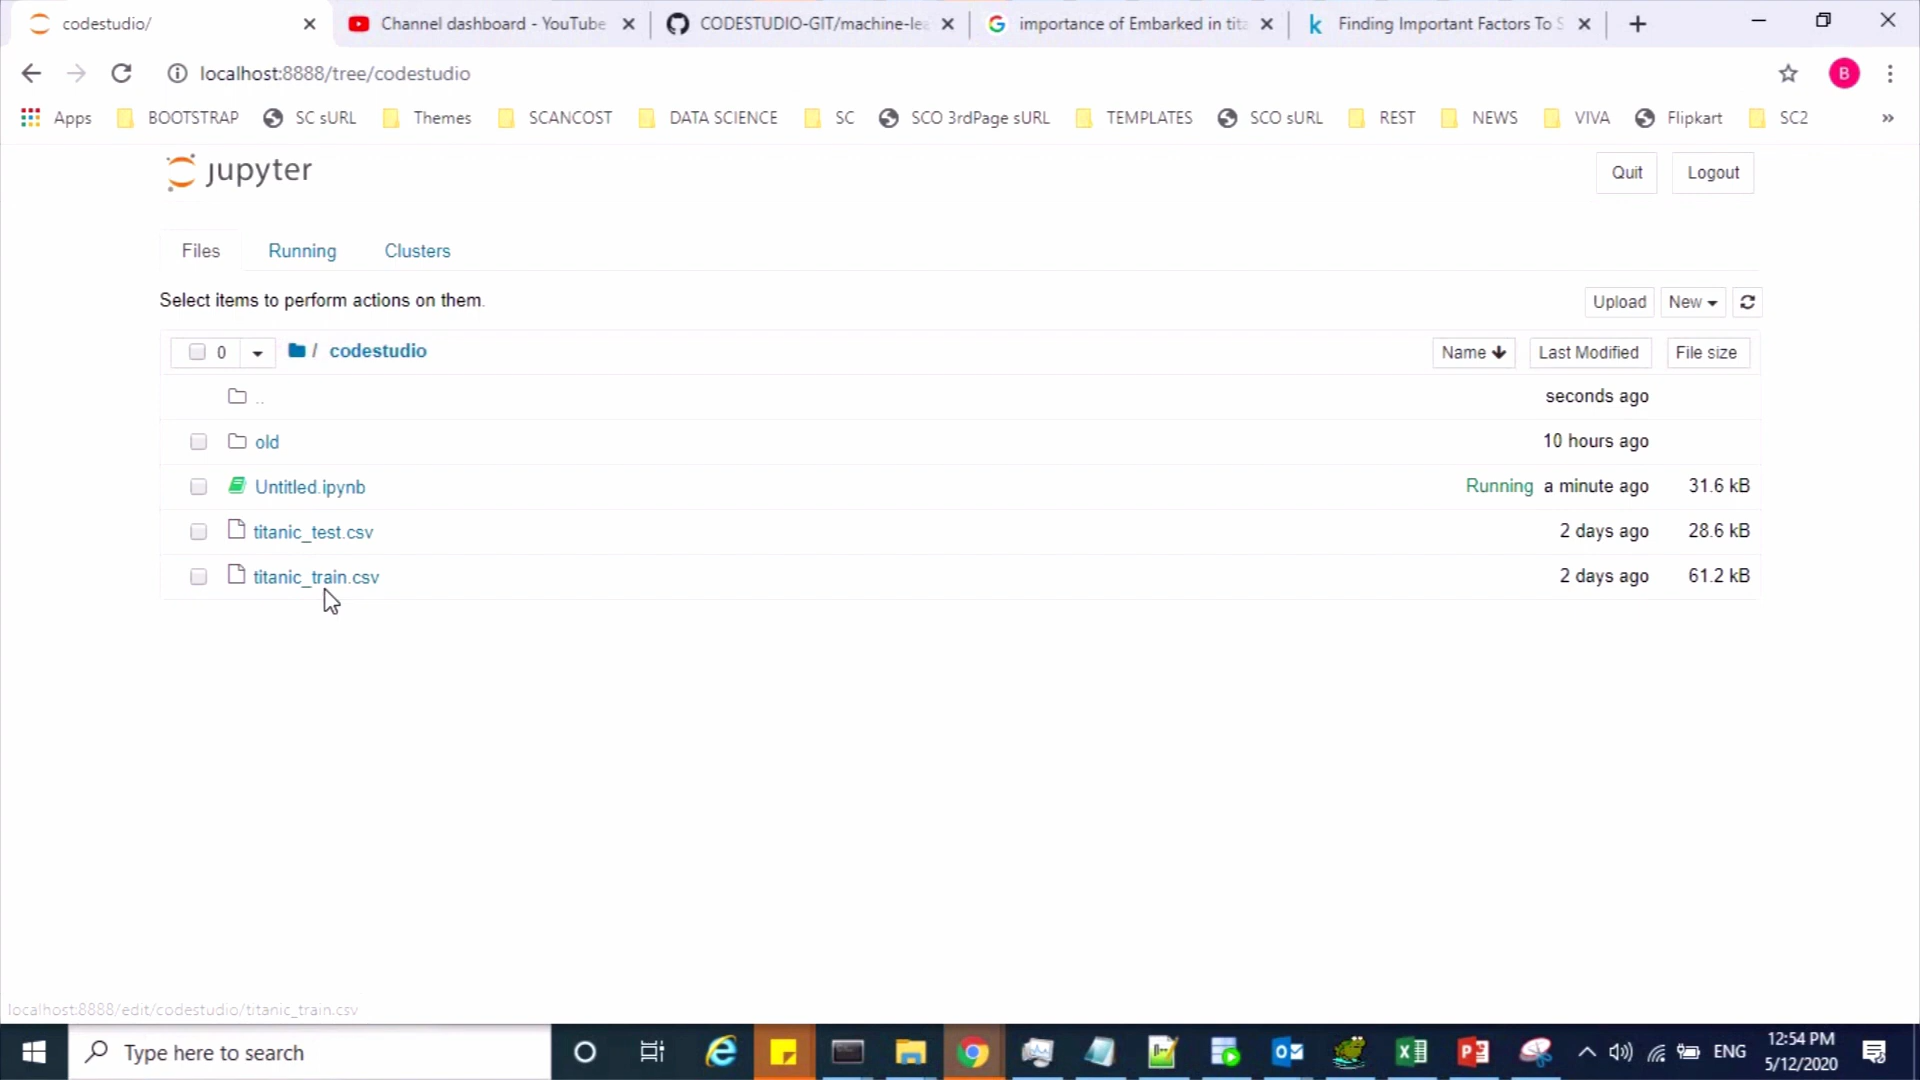 codestudio/
Channel dashboard - YouTube
CODESTUDIO-GIT/machine-lea
importance of Embarked in tita
Finding Important Factors To S
localhost:8888/tree/codestudio
B
Apps
BOOTSTRAP
SC sURL
Themes
SCANCOST
DATA SCIENCE
SC
SCO 3rdPage sURL
TEMPLATES
SCO sURL
REST
NEWS
VIVA
Flipkart
SC2
»
jupyter
Quit
Logout
Files
Running
Clusters
Select items to perform actions on them.
Upload
New
0
/ codestudio
Name
Last Modified
File size
..
seconds ago
old
10 hours ago
Untitled.ipynb
Running a minute ago
31.6 kB
titanic_test.csv
2 days ago
28.6 kB
titanic_train.csv
2 days ago
61.2 kB
localhost:8888/edit/codestudio/titanic_train.csv
Type here to search
ENG
12:54 PM
5/12/2020